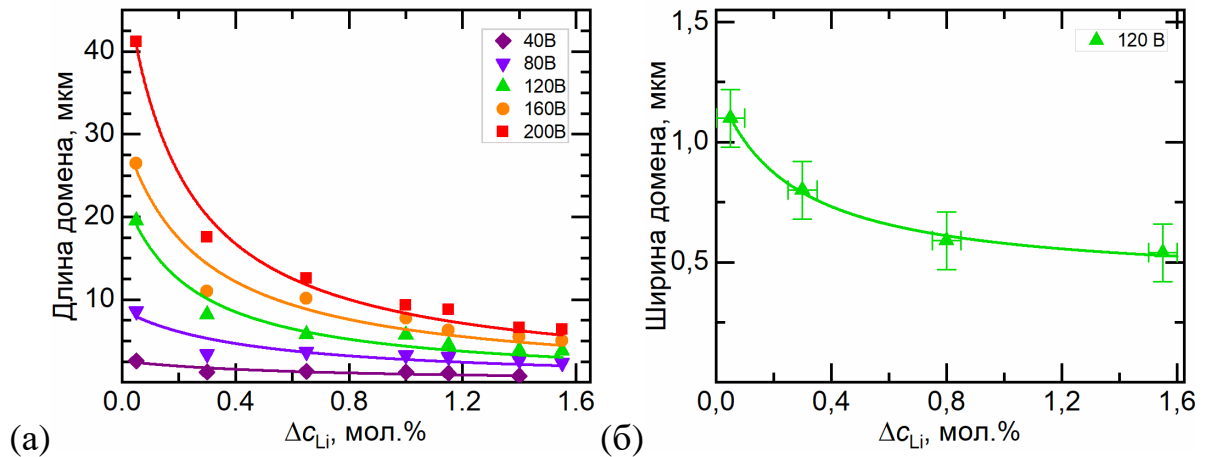 Длина домена, мкм
40
30
20
10
0.0 0.4 0.8 1.2 1.6
Δc_Li, мол.%
40В
80В
120В
160В
200В
(а)
Ширина домена, мкм
1,5
1,0
0,5
0,0 0,4 0,8 1,2 1,6
Δc_Li, мол.%
120 В
(б)